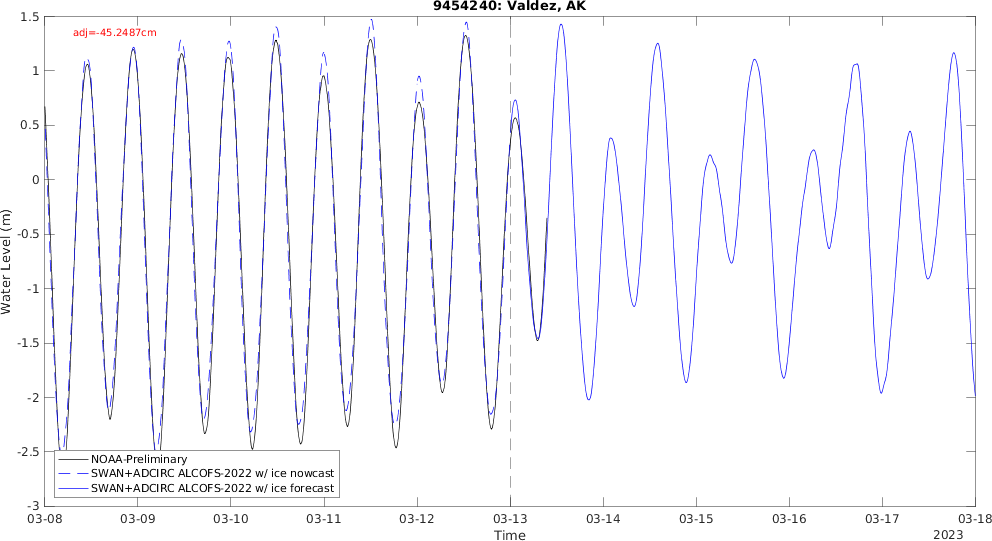 9454240: Valdez, AK
adj=-45.2487cm
1.5
1
0.5
0
-0.5
-1
-1.5
-2
-2.5
-3
Water Level (m)
NOAA-Preliminary
SWAN+ADCIRC ALCOFS-2022 w/ ice nowcast
SWAN+ADCIRC ALCOFS-2022 w/ ice forecast
03-08 03-09 03-10 03-11 03-12 03-13 03-14 03-15 03-16 03-17 03-18
Time
2023